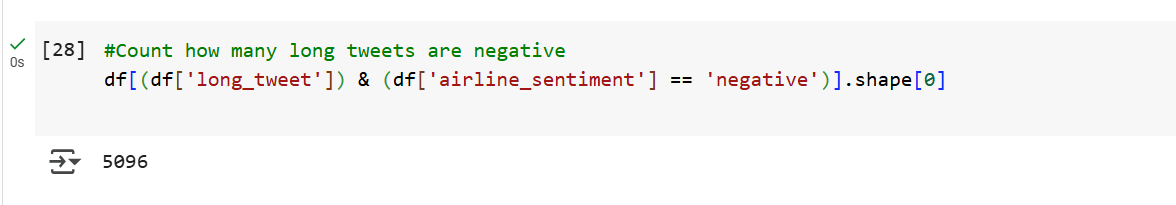 [28] #Count how many long tweets are negative
df[(df['long_tweet']) & (df['airline_sentiment'] == 'negative')].shape[0]
0s
5096